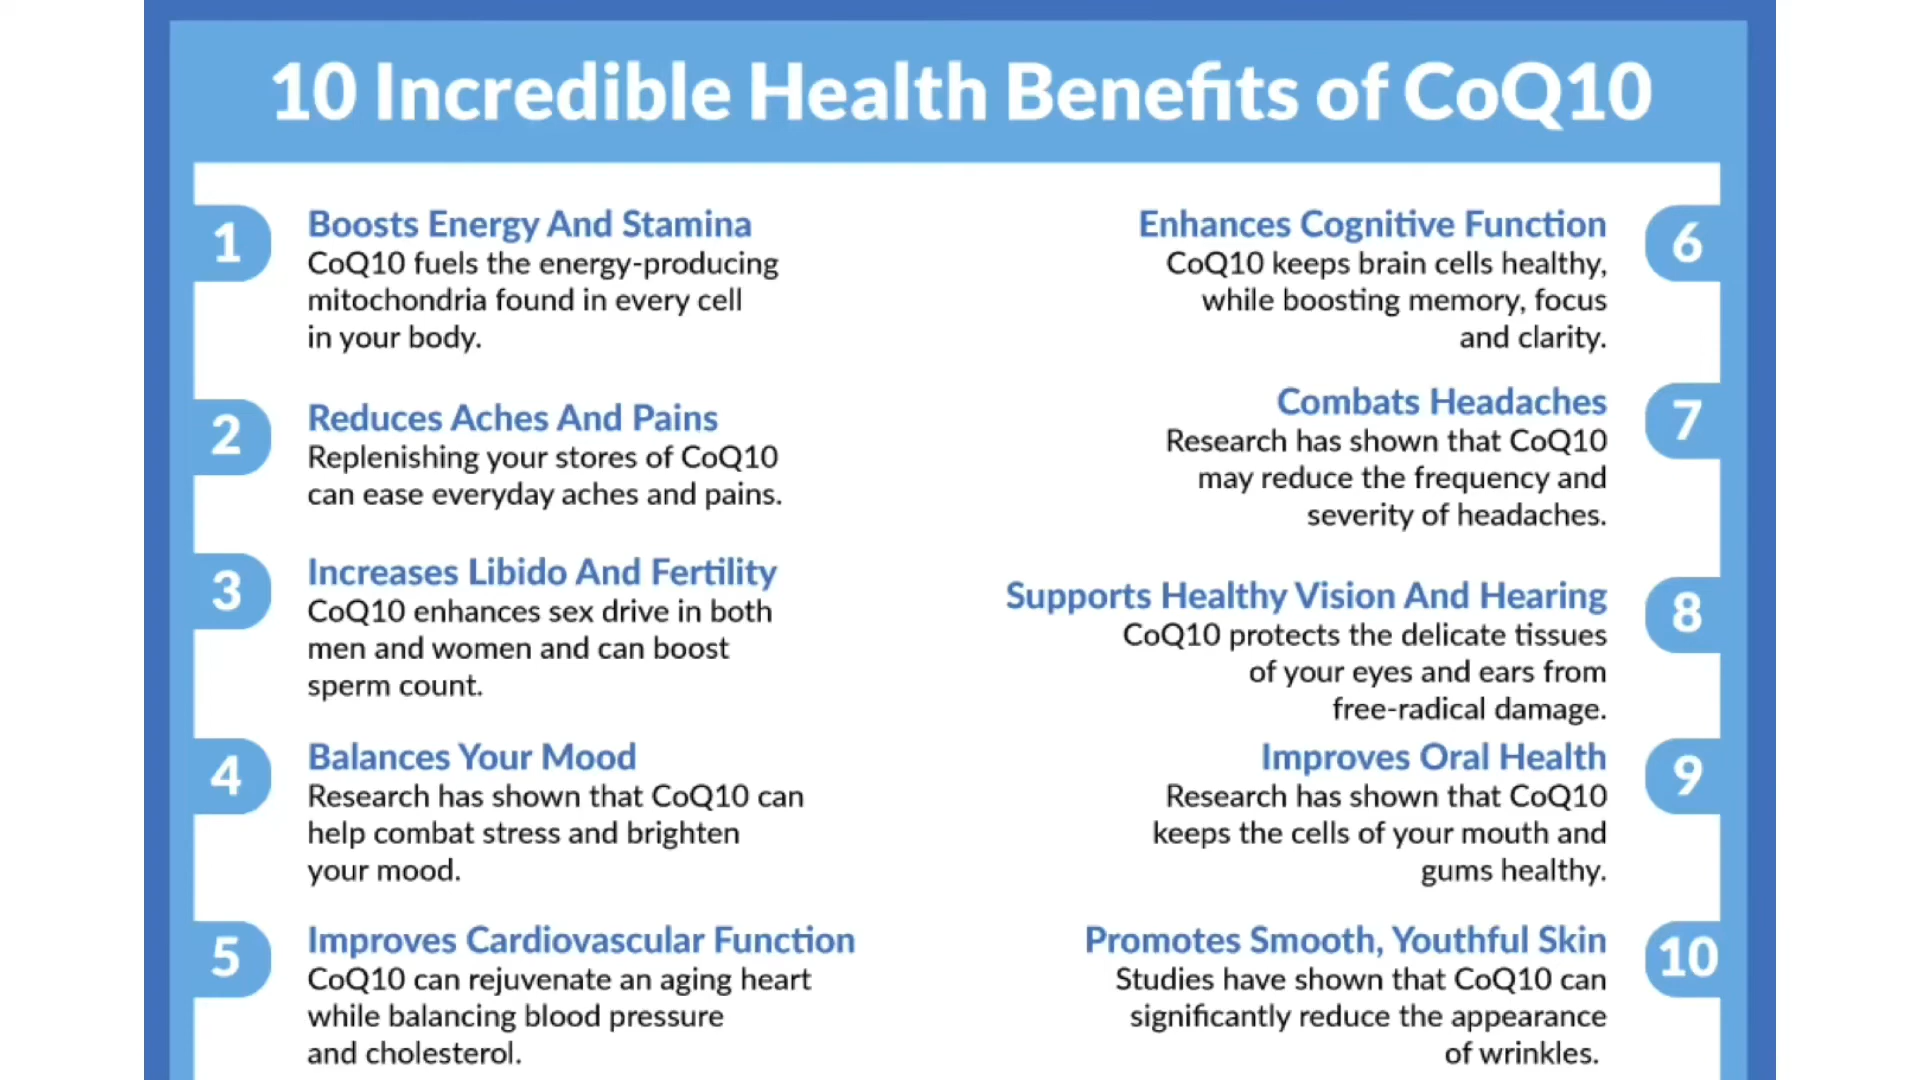 10 Incredible Health Benefits of CoQ10
1
Boosts Energy And Stamina
CoQ10 fuels the energy-producing
mitochondria found in every cell
in your body.
2
Reduces Aches And Pains
Replenishing your stores of CoQ10
can ease everyday aches and pains.
3
Increases Libido And Fertility
CoQ10 enhances sex drive in both
men and women and can boost
sperm count.
4
Balances Your Mood
Research has shown that CoQ10 can
help combat stress and brighten
your mood.
5
Improves Cardiovascular Function
CoQ10 can rejuvenate an aging heart
while balancing blood pressure
and cholesterol.
6
Enhances Cognitive Function
CoQ10 keeps brain cells healthy,
while boosting memory, focus
and clarity.
7
Combats Headaches
Research has shown that CoQ10
may reduce the frequency and
severity of headaches.
8
Supports Healthy Vision And Hearing
CoQ10 protects the delicate tissues
of your eyes and ears from
free-radical damage.
9
Improves Oral Health
Research has shown that CoQ10
keeps the cells of your mouth and
gums healthy.
10
Promotes Smooth, Youthful Skin
Studies have shown that CoQ10 can
significantly reduce the appearance
of wrinkles.